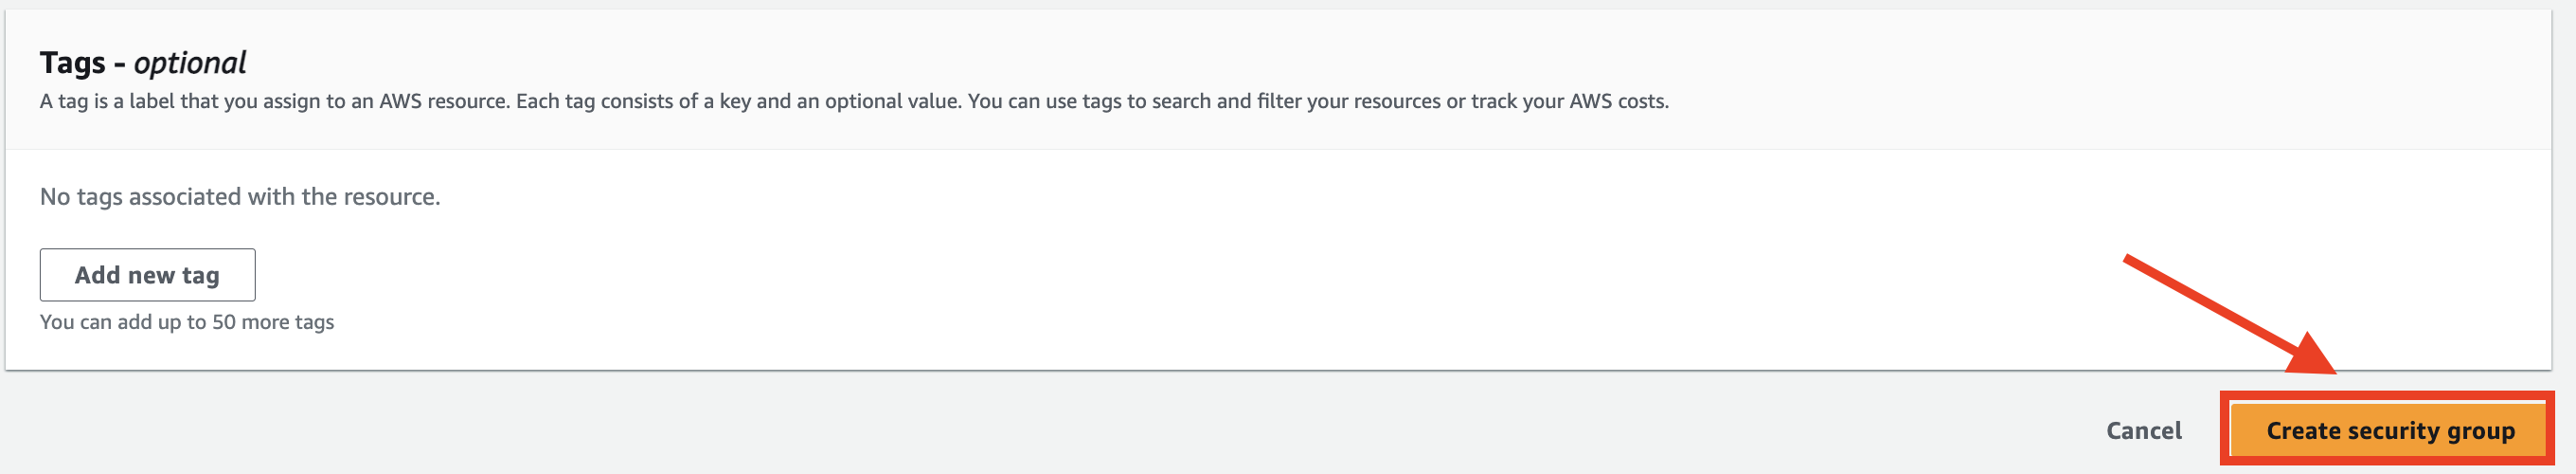 Tags - optional
A tag is a label that you assign to an AWS resource. Each tag consists of a key and an optional value. You can use tags to search and filter your resources or track your AWS costs.
No tags associated with the resource.
Add new tag
You can add up to 50 more tags
Cancel
Create security group